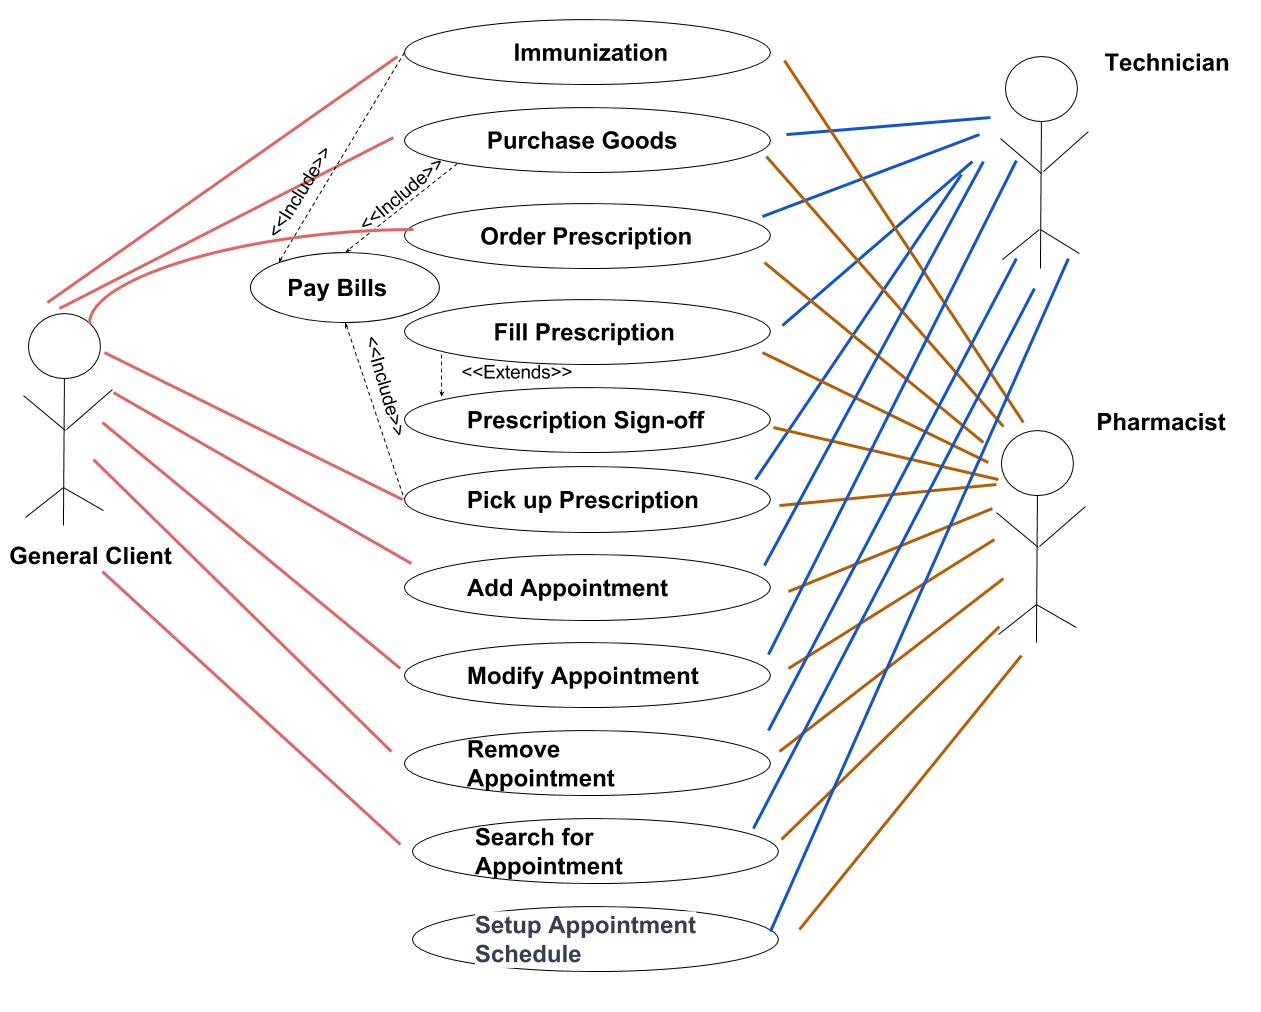 Immunization
Technician
Purchase Goods
<<Include>>
<<Include>>
Order Prescription
Pay Bills
Fill Prescription
<<Include>>
<<Extends>>
Prescription Sign-off
Pharmacist
Pick up Prescription
General Client
Add Appointment
Modify Appointment
Remove
Appointment
Search for
Appointment
Setup Appointment
Schedule